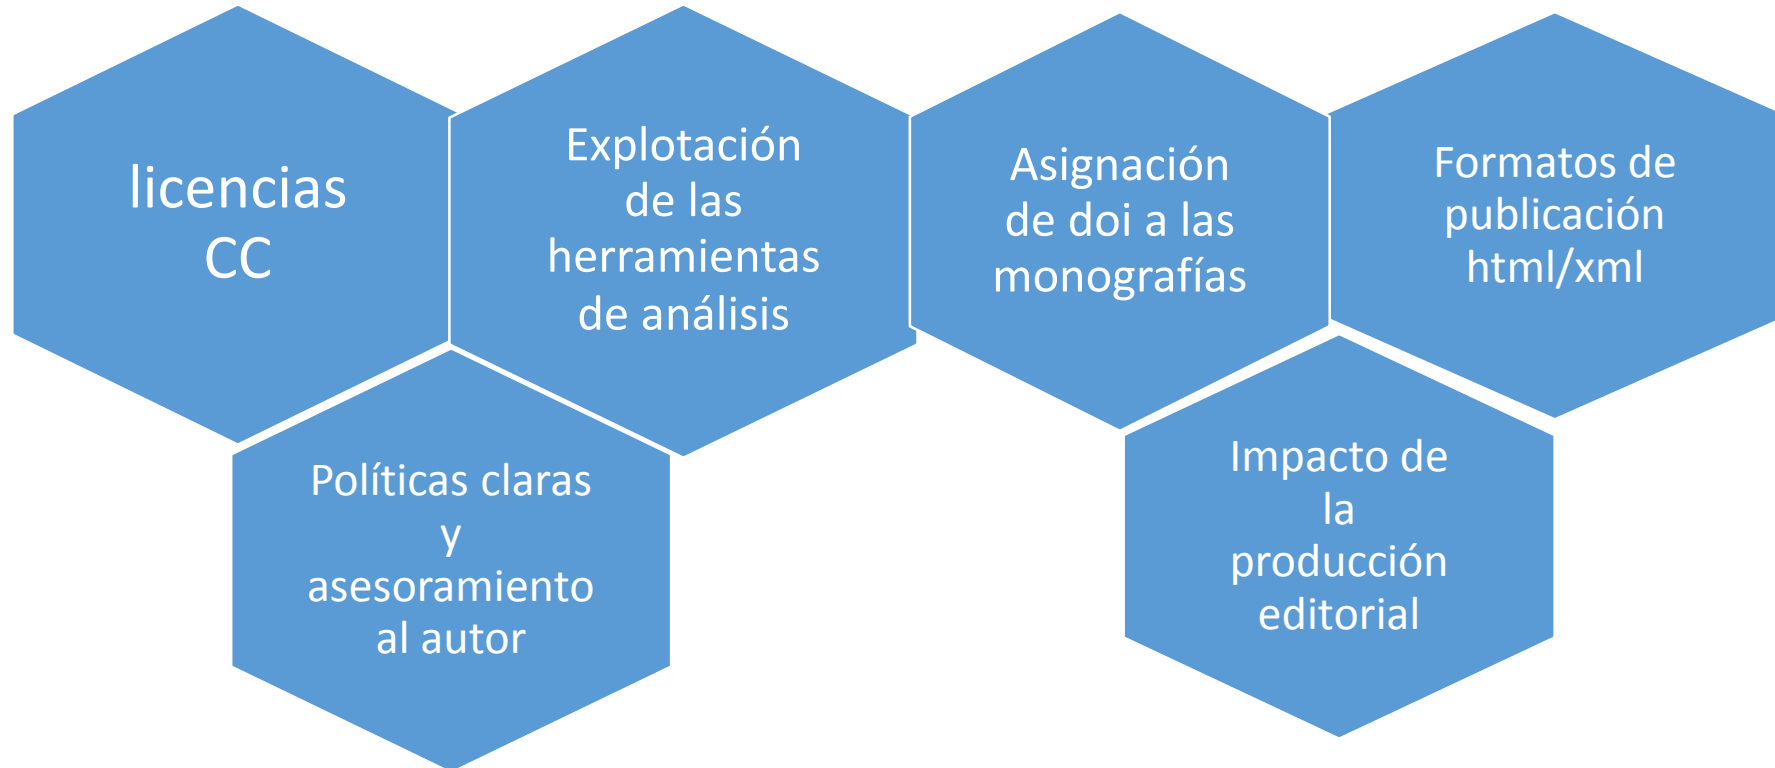 licencias
CC
Explotación
de las
herramientas
de análisis
Asignación
de doi a las
monografías
Formatos de
publicación
html/xml
Políticas claras
y
asesoramiento
al autor
Impacto de
la
producción
editorial